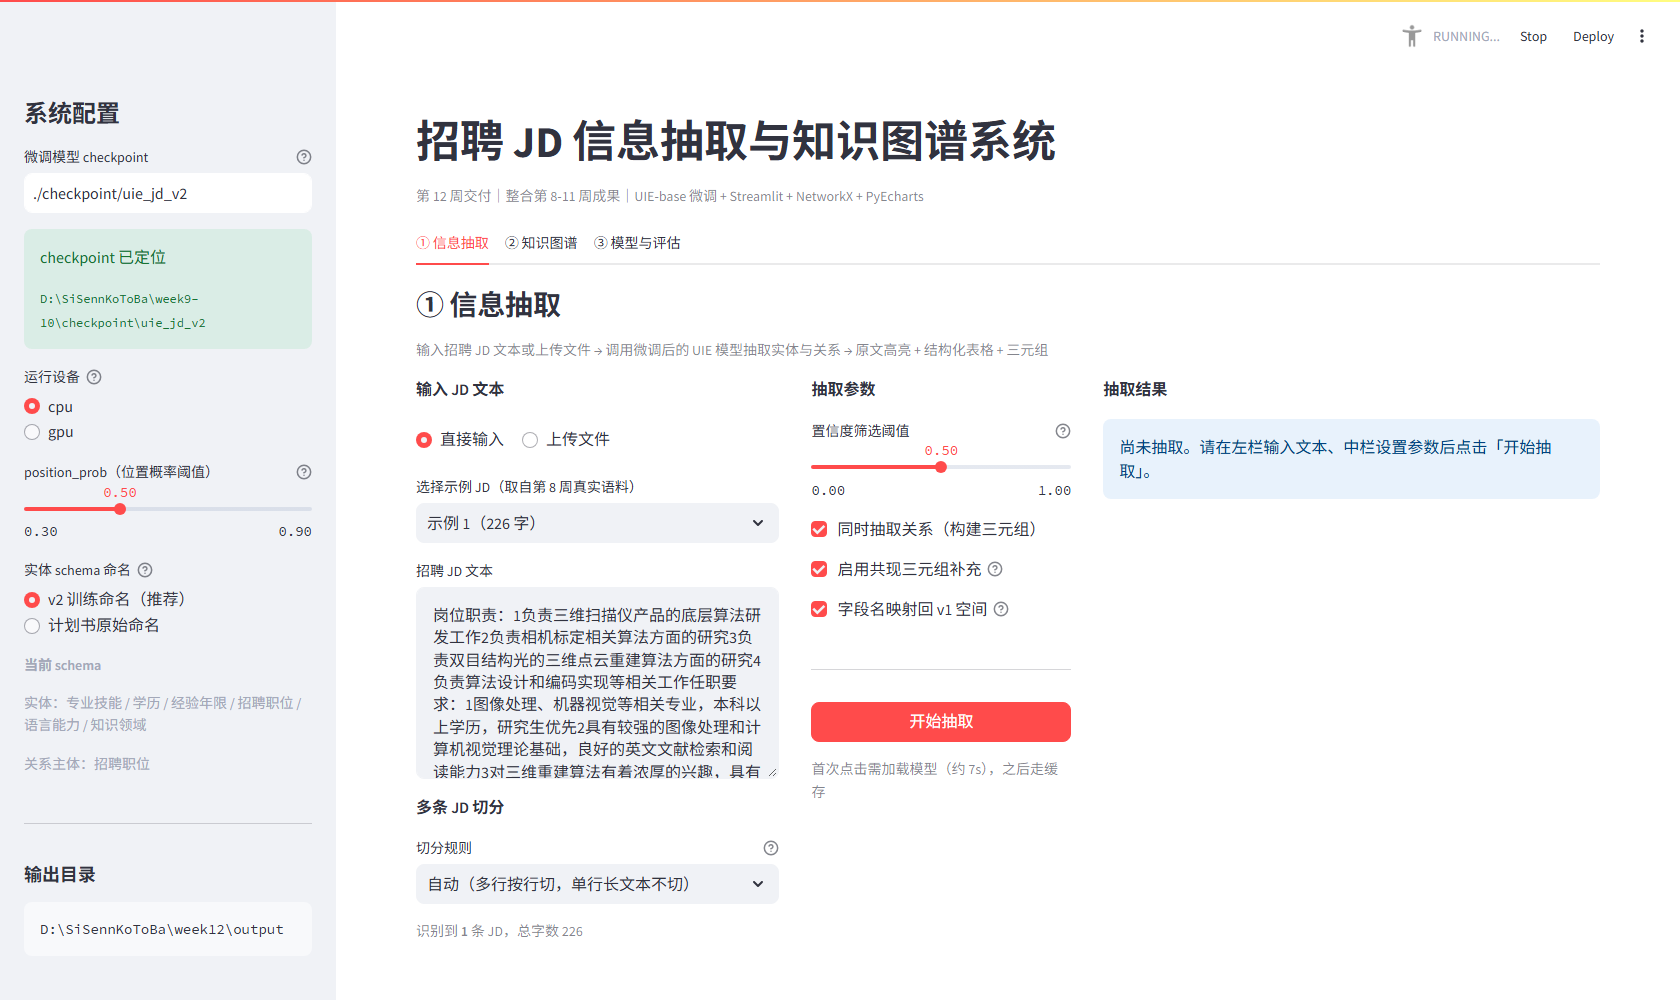 RUNNING...
Stop
Deploy
系统配置
微调模型 checkpoint
./checkpoint/uie_jd_v2
checkpoint 已定位
D:\SiSennKoToBa\week9-
10\checkpoint\uie_jd_v2
运行设备
cpu
gpu
position_prob（位置概率阈值）
0.50
0.30
0.90
实体 schema 命名
v2 训练命名（推荐）
计划书原始命名
当前 schema
实体：专业技能 / 学历 / 经验年限 / 招聘职位 /
语言能力 / 知识领域
关系主体：招聘职位
输出目录
D:\SiSennKoToBa\week12\output
招聘 JD 信息抽取与知识图谱系统
第 12 周交付｜整合第 8-11 周成果｜UIE-base 微调 + Streamlit + NetworkX + PyEcharts
① 信息抽取
② 知识图谱
③ 模型与评估
① 信息抽取
输入招聘 JD 文本或上传文件 → 调用微调后的 UIE 模型抽取实体与关系 → 原文高亮 + 结构化表格 + 三元组
输入 JD 文本
直接输入
上传文件
选择示例 JD（取自第 8 周真实语料）
示例 1（226 字）
招聘 JD 文本
岗位职责：1负责三维扫描仪产品的底层算法研
发工作2负责相机标定相关算法方面的研究3负
责双目结构光的三维点云重建算法方面的研究4
负责算法设计和编码实现等相关工作任职要
求：1图像处理、机器视觉等相关专业，本科以
上学历，研究生优先2具有较强的图像处理和计
算机视觉理论基础，良好的英文文献检索和阅
读能力3对三维重建算法有着浓厚的兴趣，具有
多条 JD 切分
切分规则
自动（多行按行切，单行长文本不切）
识别到 1 条 JD，总字数 226
抽取参数
置信度筛选阈值
0.50
0.00
1.00
同时抽取关系（构建三元组）
启用共现三元组补充
字段名映射回 v1 空间
开始抽取
首次点击需加载模型（约 7s），之后走缓
存
抽取结果
尚未抽取。请在左栏输入文本、中栏设置参数后点击「开始抽
取」。